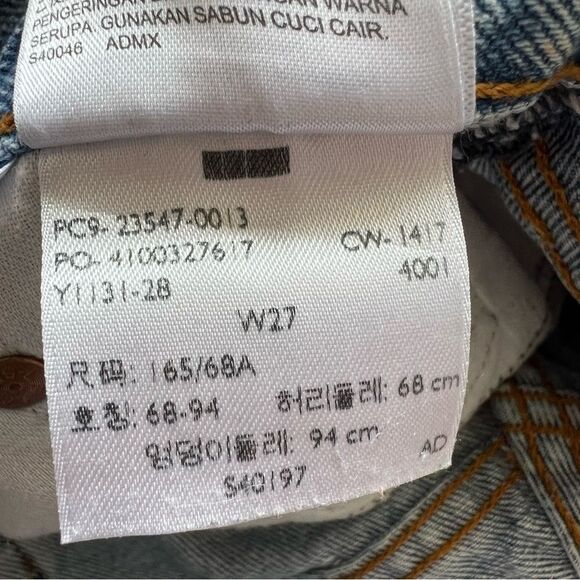 PENGERINGAN WARNA
SERUPA. GUNAKAN SABUN CUCI CAIR.
S40046 ADMX
PC9- 23547-0013
PO- 4100327617 CW- 1417
Y1131-28 4001
W27
尺码: 165/68A
호칭: 68-94 허리둘레: 68 cm
엉덩이둘레: 94 cm AD
S40197